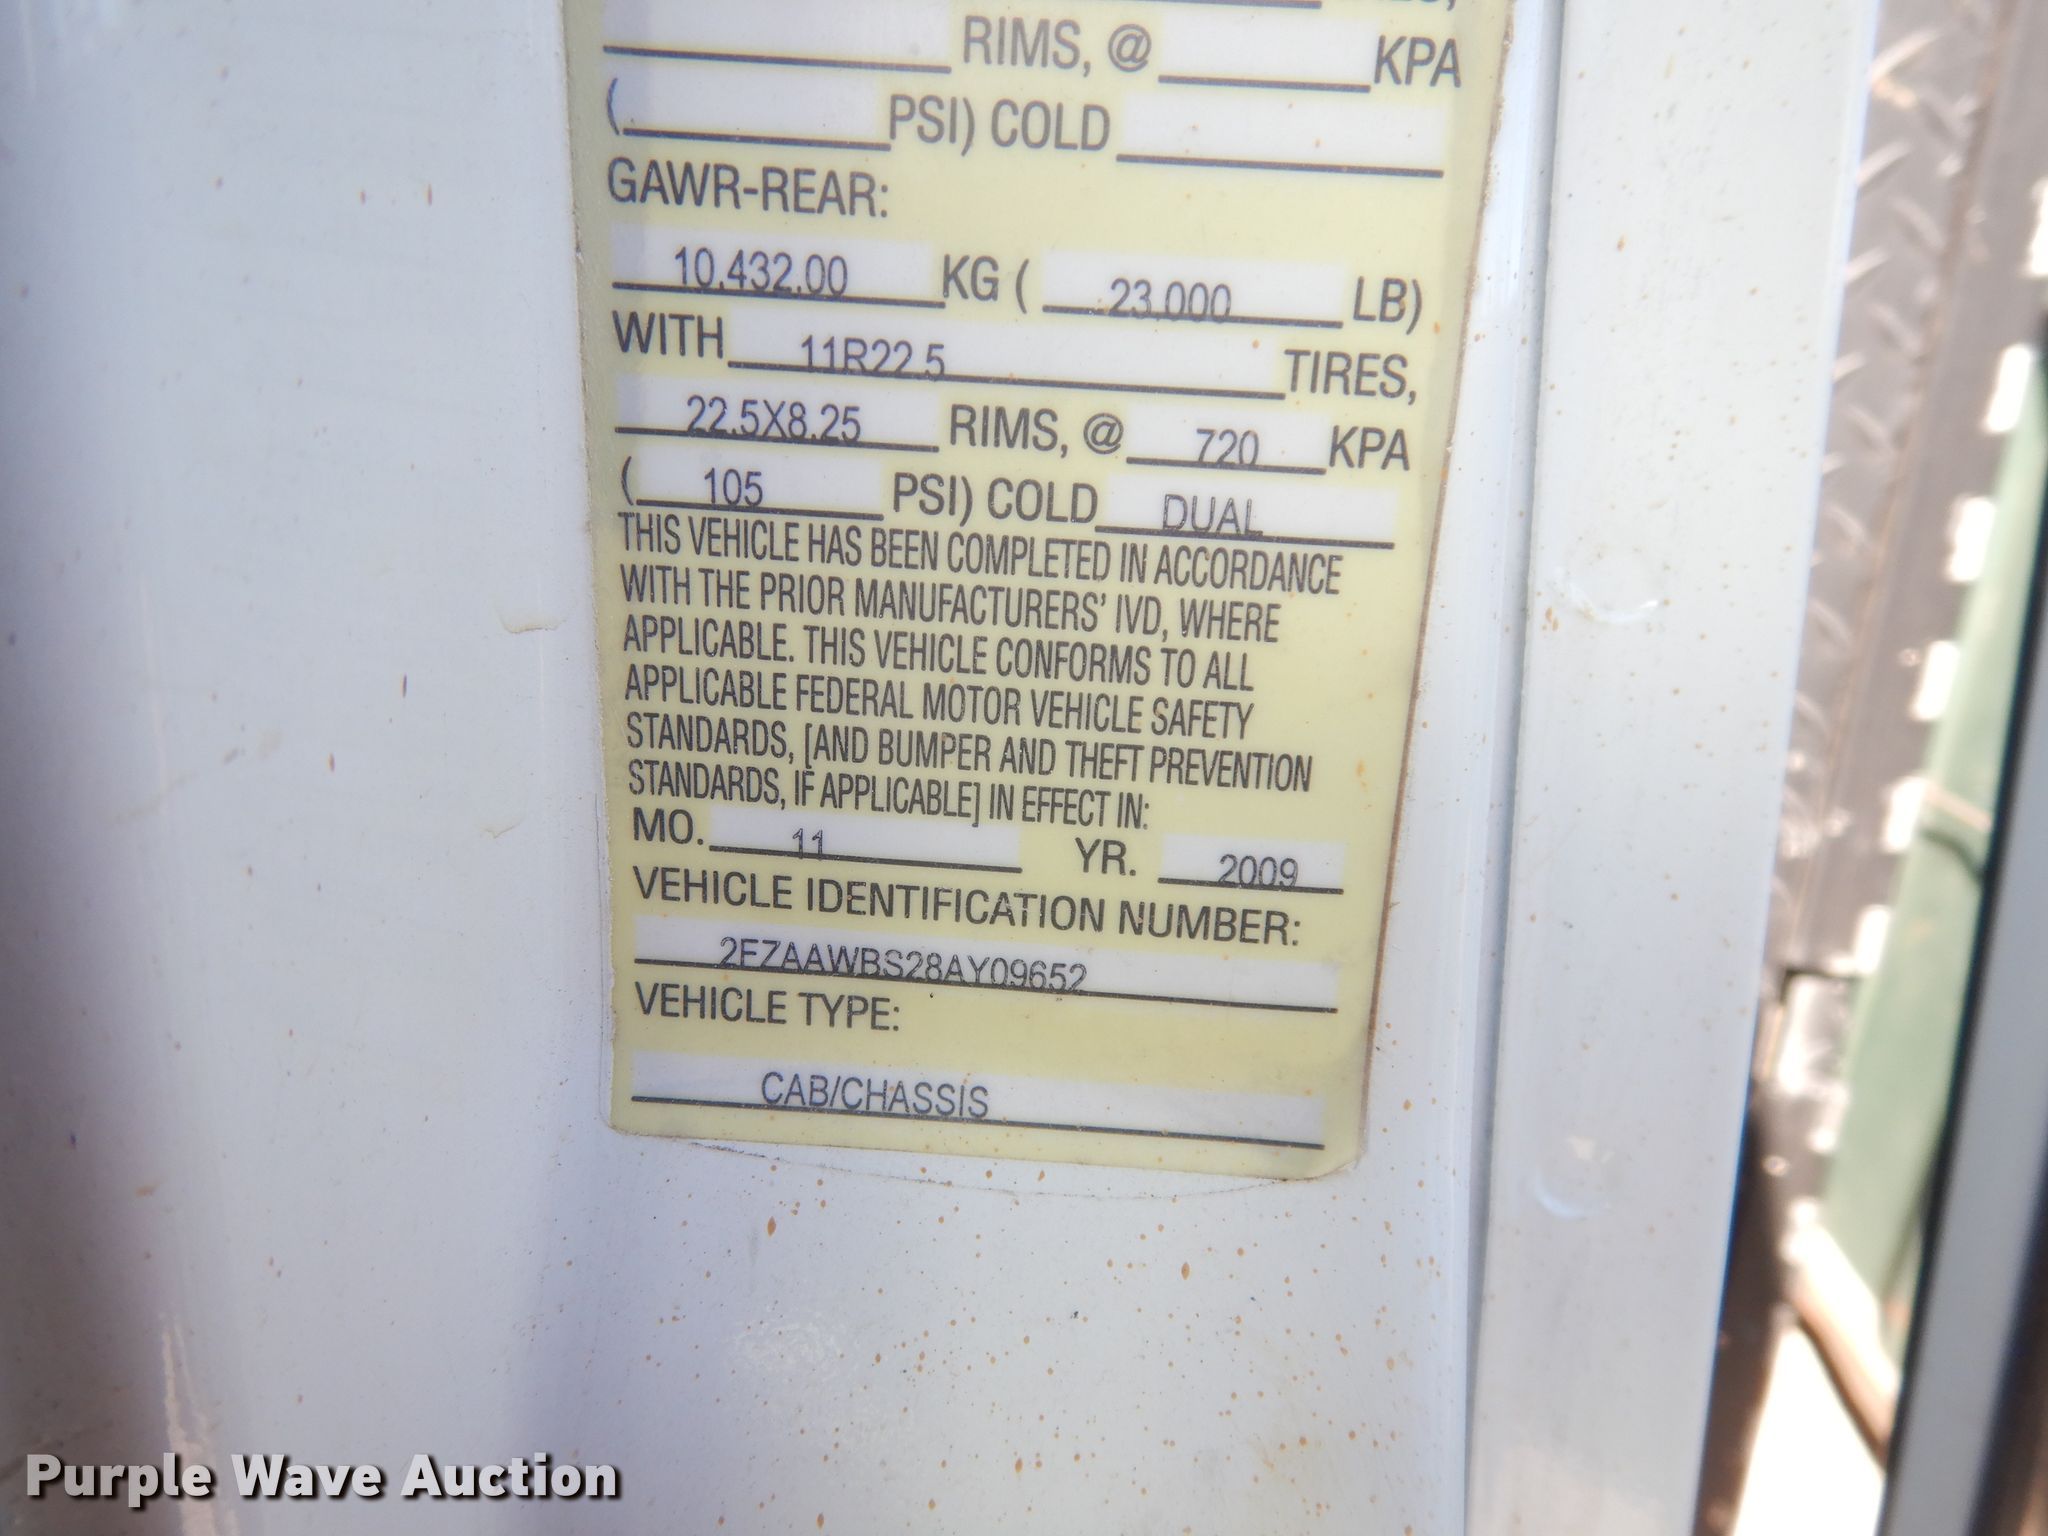 RIMS, @ KPA
( PSI) COLD
GAWR-REAR:
10,432.00 KG ( 23,000 LB)
WITH 11R22.5 TIRES,
22.5X8.25 RIMS, @ 720 KPA
( 105 PSI) COLD DUAL
THIS VEHICLE HAS BEEN COMPLETED IN ACCORDANCE
WITH THE PRIOR MANUFACTURERS' IVD, WHERE
APPLICABLE. THIS VEHICLE CONFORMS TO ALL
APPLICABLE FEDERAL MOTOR VEHICLE SAFETY
STANDARDS, [AND BUMPER AND THEFT PREVENTION
STANDARDS, IF APPLICABLE] IN EFFECT IN:
MO. 11 YR. 2009
VEHICLE IDENTIFICATION NUMBER:
2FZAAWBS28AY09652
VEHICLE TYPE:
CAB/CHASSIS
Purple Wave Auction